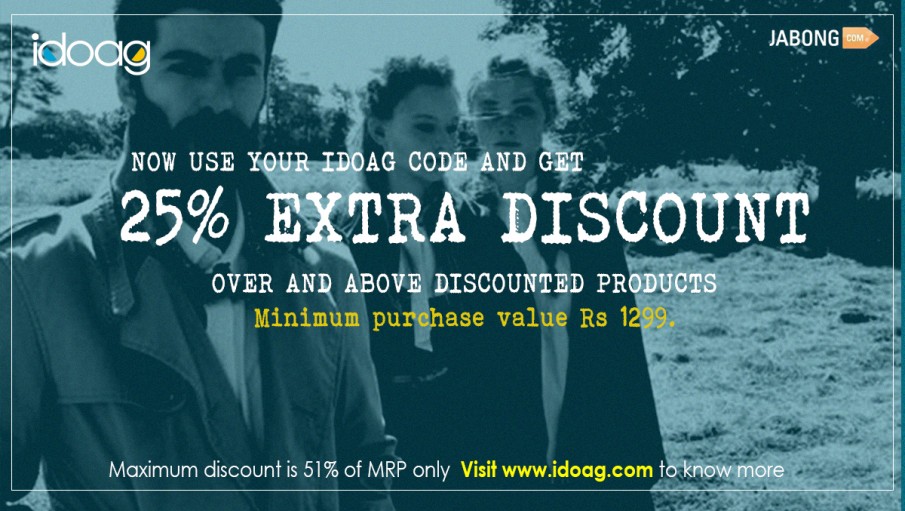 idoag
JABONG COM
NOW USE YOUR IDOAG CODE AND GET
25% EXTRA DISCOUNT
OVER AND ABOVE DISCOUNTED PRODUCTS
Minimum purchase value Rs 1299.
Maximum discount is 51% of MRP only Visit www.idoag.com to know more